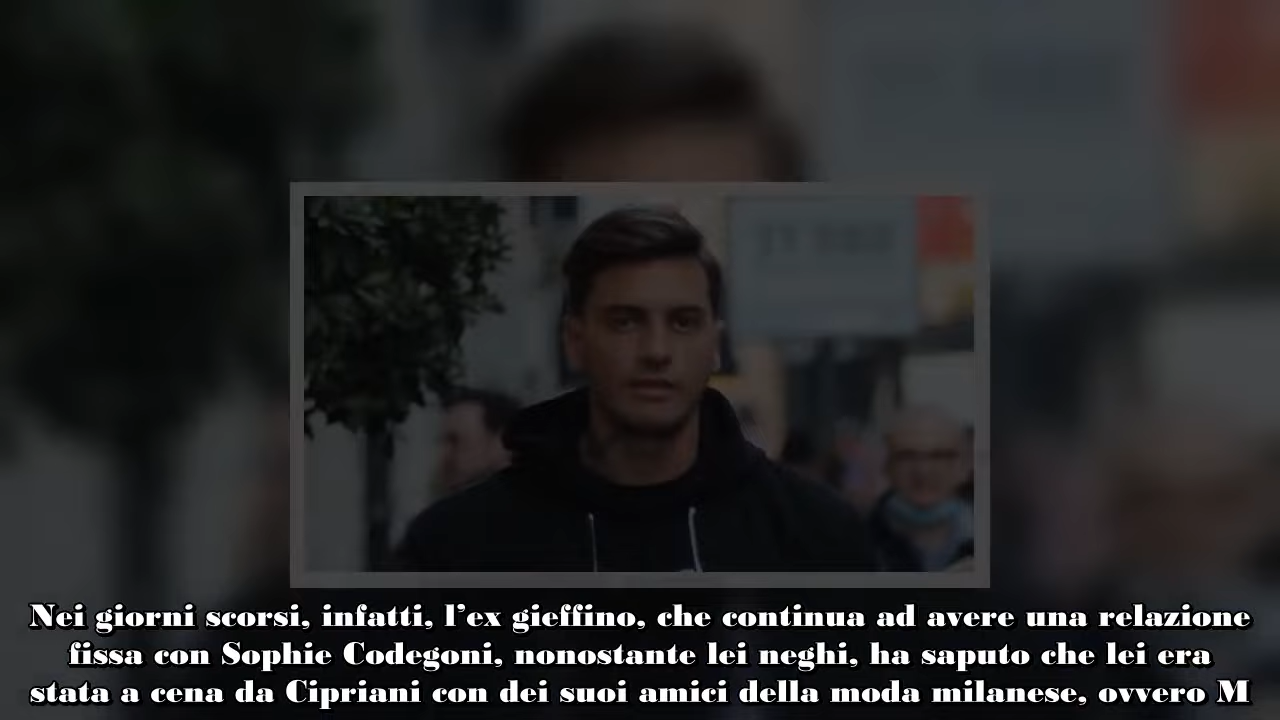 Nei giorni scorsi, infatti, l’ex gieffino, che continua ad avere una relazione
fissa con Sophie Codegoni, nonostante lei neghi, ha saputo che lei era
stata a cena da Cipriani con dei suoi amici della moda milanese, ovvero M